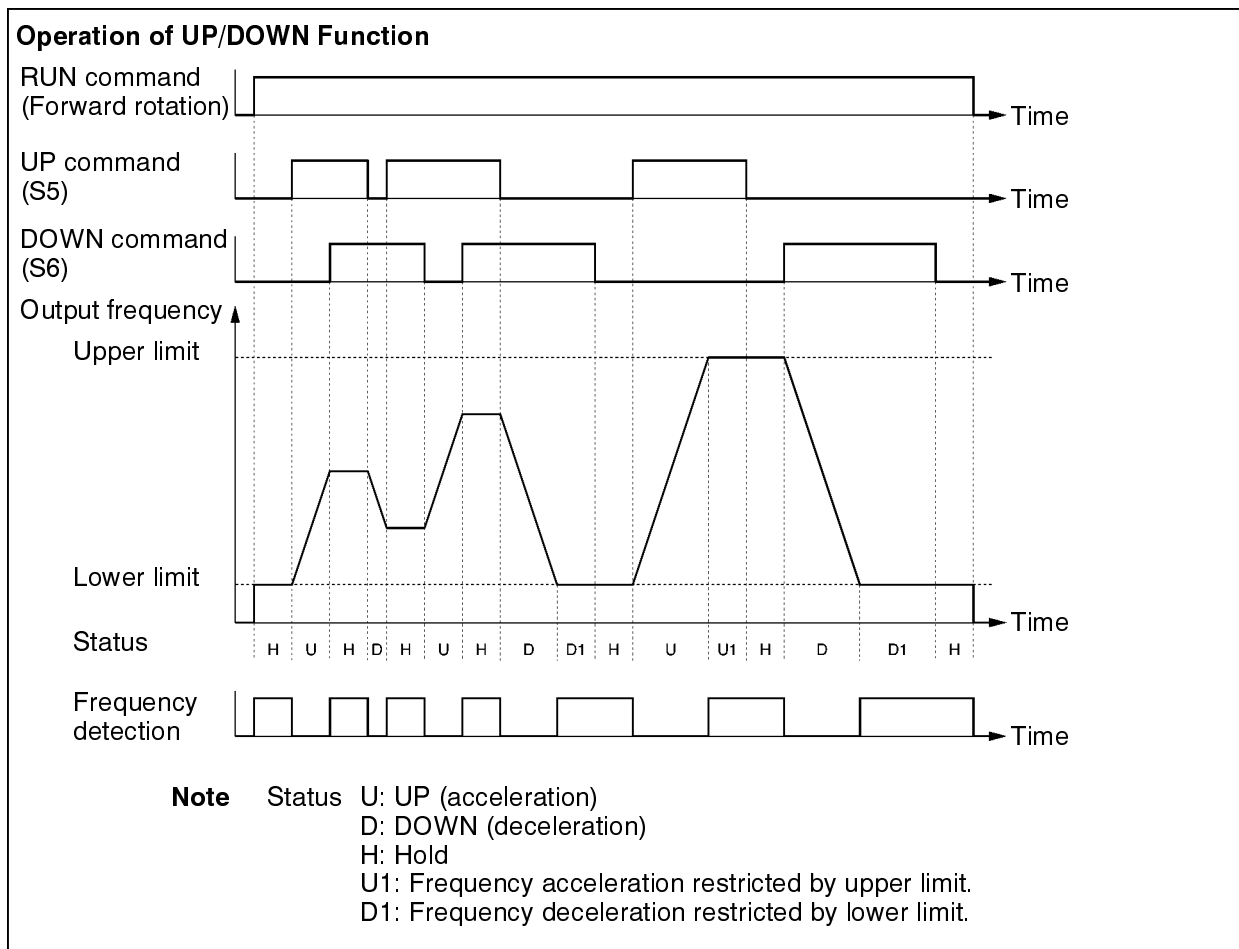 Operation of UP/DOWN Function
RUN command
(Forward rotation)
Time
UP command
(S5)
Time
DOWN command
(S6)
Time
Output frequency
Upper limit
Lower limit
Time
Status
H U H D H U H D D1 H U U1 H D D1 H
Frequency
detection
Time
Note Status U: UP (acceleration)
D: DOWN (deceleration)
H: Hold
U1: Frequency acceleration restricted by upper limit.
D1: Frequency deceleration restricted by lower limit.